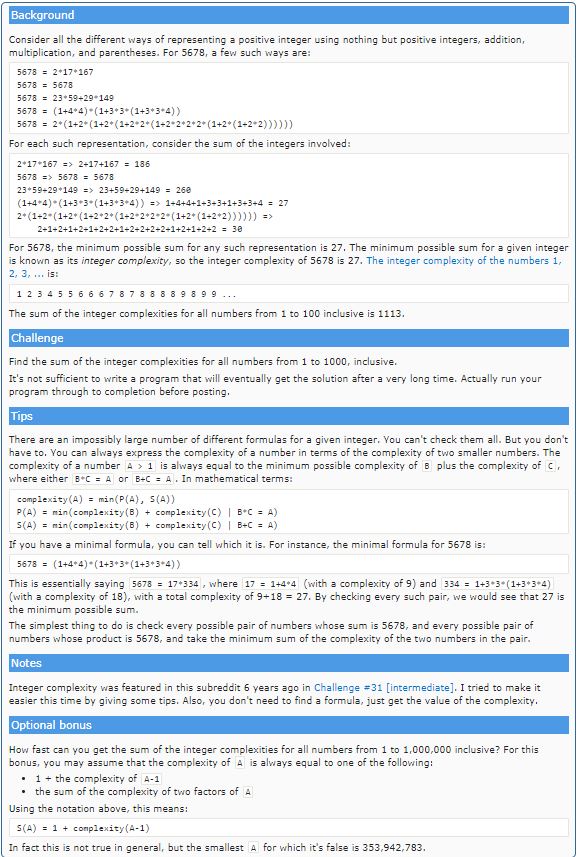 Background
Consider all the different ways of representing a positive integer using nothing but positive integers, addition,
multiplication, and parentheses. For 5678, a few such ways are:
5678 = 2*17*167
5678 = 5678
5678 = 23*59+29*149
5678 = (1+4*4)*(1+3*3*(1+3*3*4))
5678 = 2*(1+2*(1+2*(1+2*2*(1+2*2*2*2*(1+2*(1+2*2))))))
For each such representation, consider the sum of the integers involved:
2*17*167 => 2+17+167 = 186
5678 => 5678 = 5678
23*59+29*149 => 23+59+29+149 = 260
(1+4*4)*(1+3*3*(1+3*3*4)) => 1+4+4+1+3+3+1+3+3+4 = 27
2*(1+2*(1+2*(1+2*2*(1+2*2*2*2*(1+2*(1+2*2)))))) =>
2+1+2+1+2+1+2+2+1+2+2+2+2+1+2+1+2+2 = 30
For 5678, the minimum possible sum for any such representation is 27. The minimum possible sum for a given integer
is known as its integer complexity, so the integer complexity of 5678 is 27. The integer complexity of the numbers 1,
2, 3, ... is:
1 2 3 4 5 5 6 6 6 7 8 7 8 8 8 8 9 8 9 9 ...
The sum of the integer complexities for all numbers from 1 to 100 inclusive is 1113.
Challenge
Find the sum of the integer complexities for all numbers from 1 to 1000, inclusive.
It's not sufficient to write a program that will eventually get the solution after a very long time. Actually run your
program through to completion before posting.
Tips
There are an impossibly large number of different formulas for a given integer. You can't check them all. But you don't
have to. You can always express the complexity of a number in terms of the complexity of two smaller numbers. The
complexity of a number A > 1 is always equal to the minimum possible complexity of B plus the complexity of C,
where either B*C = A or B+C = A. In mathematical terms:
complexity(A) = min(P(A), S(A))
P(A) = min(complexity(B) + complexity(C) | B*C = A)
S(A) = min(complexity(B) + complexity(C) | B+C = A)
If you have a minimal formula, you can tell which it is. For instance, the minimal formula for 5678 is:
5678 = (1+4*4)*(1+3*3*(1+3*3*4))
This is essentially saying 5678 = 17*334, where 17 = 1+4*4 (with a complexity of 9) and 334 = 1+3*3*(1+3*3*4)
(with a complexity of 18), with a total complexity of 9+18 = 27. By checking every such pair, we would see that 27 is
the minimum possible sum.
The simplest thing to do is check every possible pair of numbers whose sum is 5678, and every possible pair of
numbers whose product is 5678, and take the minimum sum of the complexity of the two numbers in the pair.
Notes
Integer complexity was featured in this subreddit 6 years ago in Challenge #31 [intermediate]. I tried to make it
easier this time by giving some tips. Also, you don't need to find a formula, just get the value of the complexity.
Optional bonus
How fast can you get the sum of the integer complexities for all numbers from 1 to 1,000,000 inclusive? For this
bonus, you may assume that the complexity of A is always equal to one of the following:
• 1 + the complexity of A-1
• the sum of the complexity of two factors of A
Using the notation above, this means:
S(A) = 1 + complexity(A-1)
In fact this is not true in general, but the smallest A for which it's false is 353,942,783.